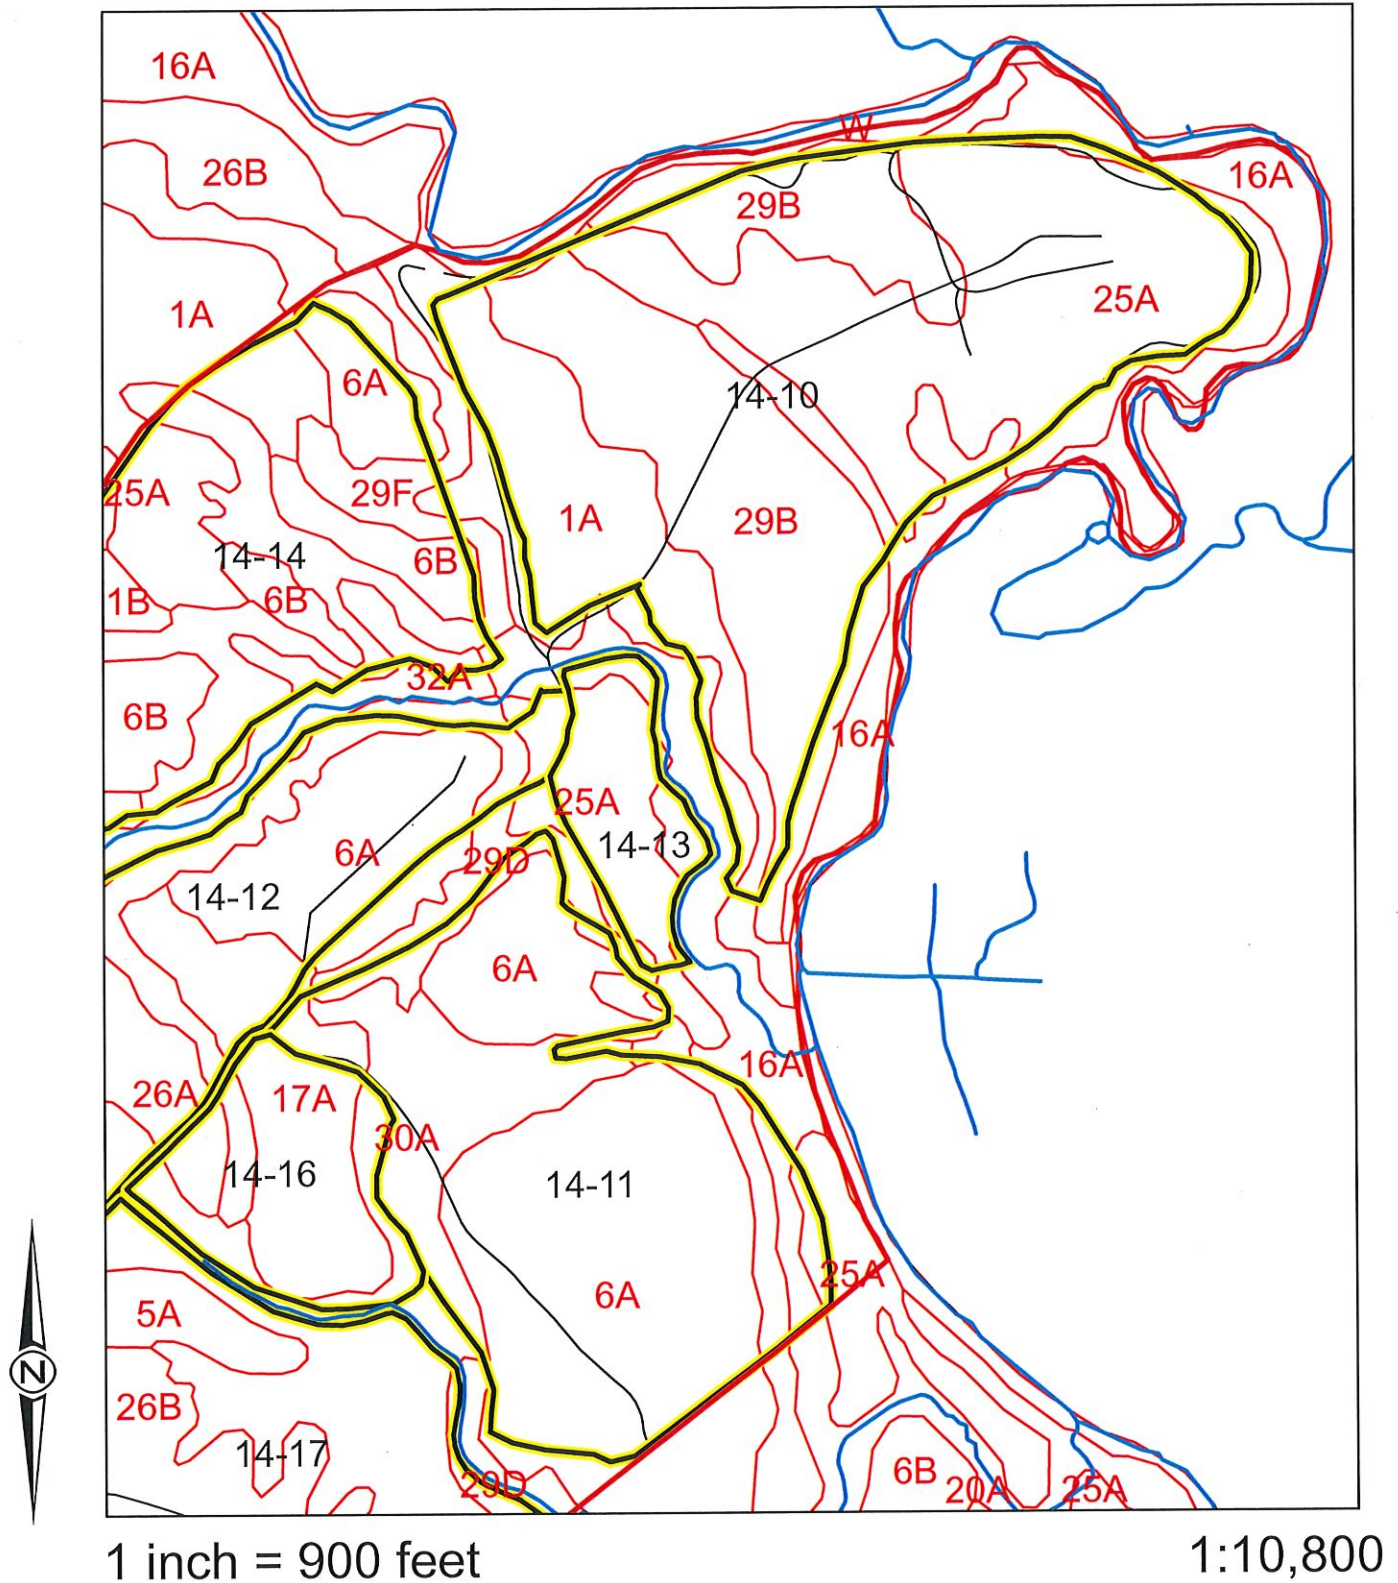 16A
W
26B
16A
29B
25A
1A
6A
14-10
25A
29F
1A
29B
14-14
6B
1B
6B
32A
6B
16A
25A
14-13
6A
29D
14-12
6A
16A
26A
17A
30A
14-16
14-11
25A
6A
5A
26B
14-17
6B
29D
20A
25A
N
1 inch = 900 feet
1:10,800